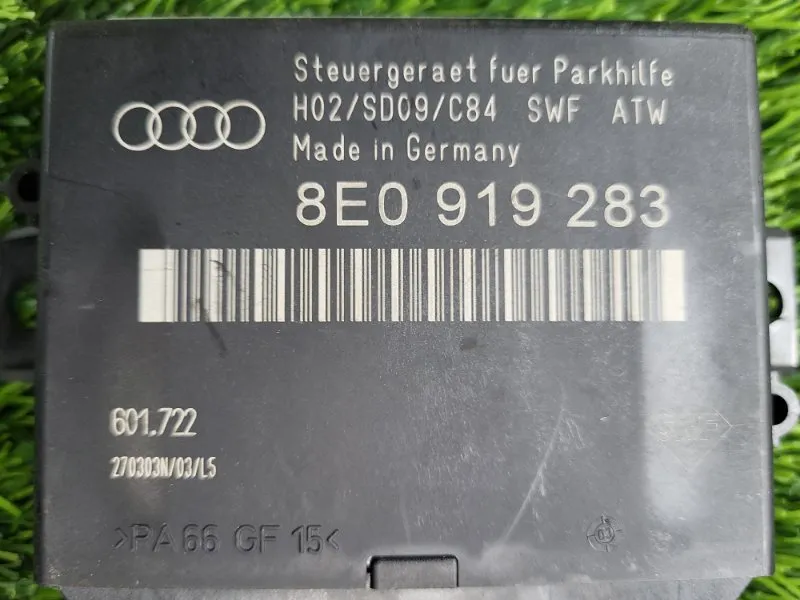 Steuergeraet fuer Parkhilfe
H02/SD09/C84 SWF ATW
Made in Germany
8E0 919 283
601.722
270303N/03/L5
>PA 66 GF 15<